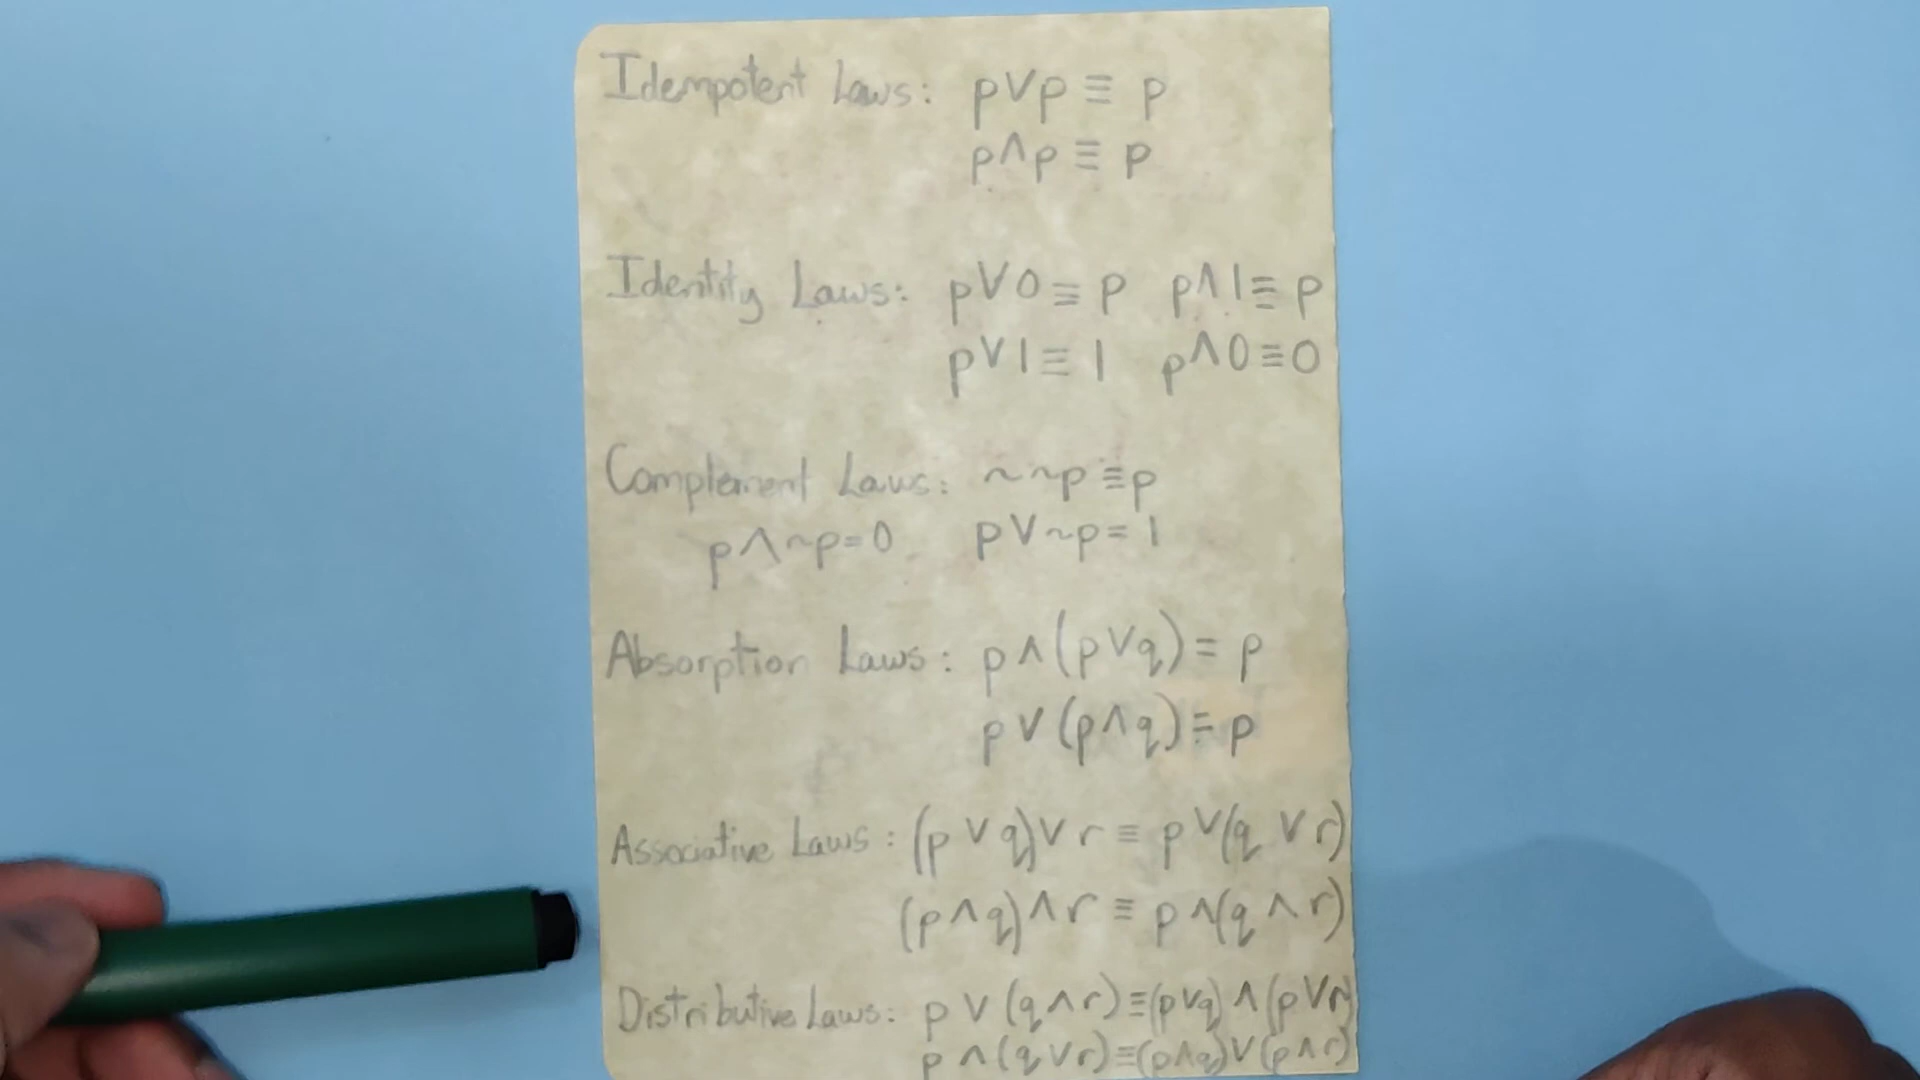 Idempotent Laws: p∨p ≡ p
p∧p ≡ p
Identity Laws: p∨0 ≡ p p∧1 ≡ p
p∨1 ≡ 1 p∧0 ≡ 0
Complement Laws: ~~p ≡ p
p∧~p=0 p∨~p=1
Absorption Laws: p∧(p∨q) = p
p∨(p∧q) ≡ p
Associative Laws: (p∨q)∨r ≡ p∨(q∨r)
(p∧q)∧r ≡ p∧(q∧r)
Distributive Laws: p∨(q∧r)≡(p∨q)∧(p∨r)
p∧(q∨r)≡(p∧q)∨(p∧r)